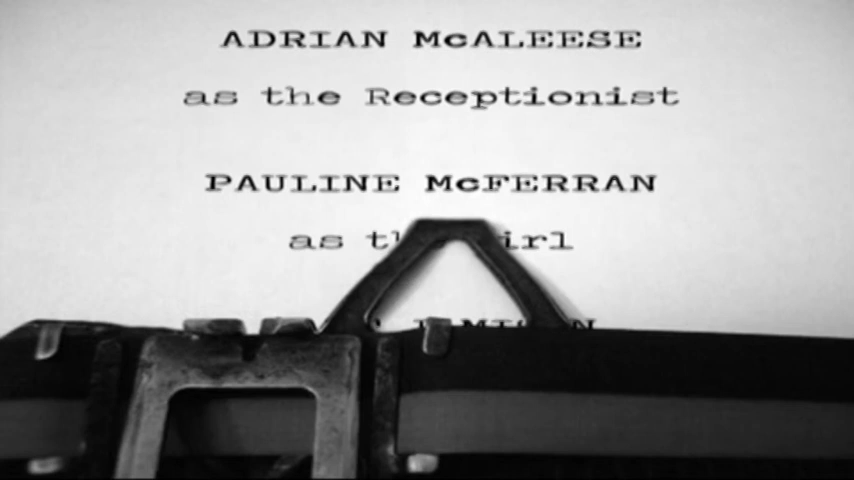 ADRIAN McALEESE
as the Receptionist
PAULINE McFERRAN
as